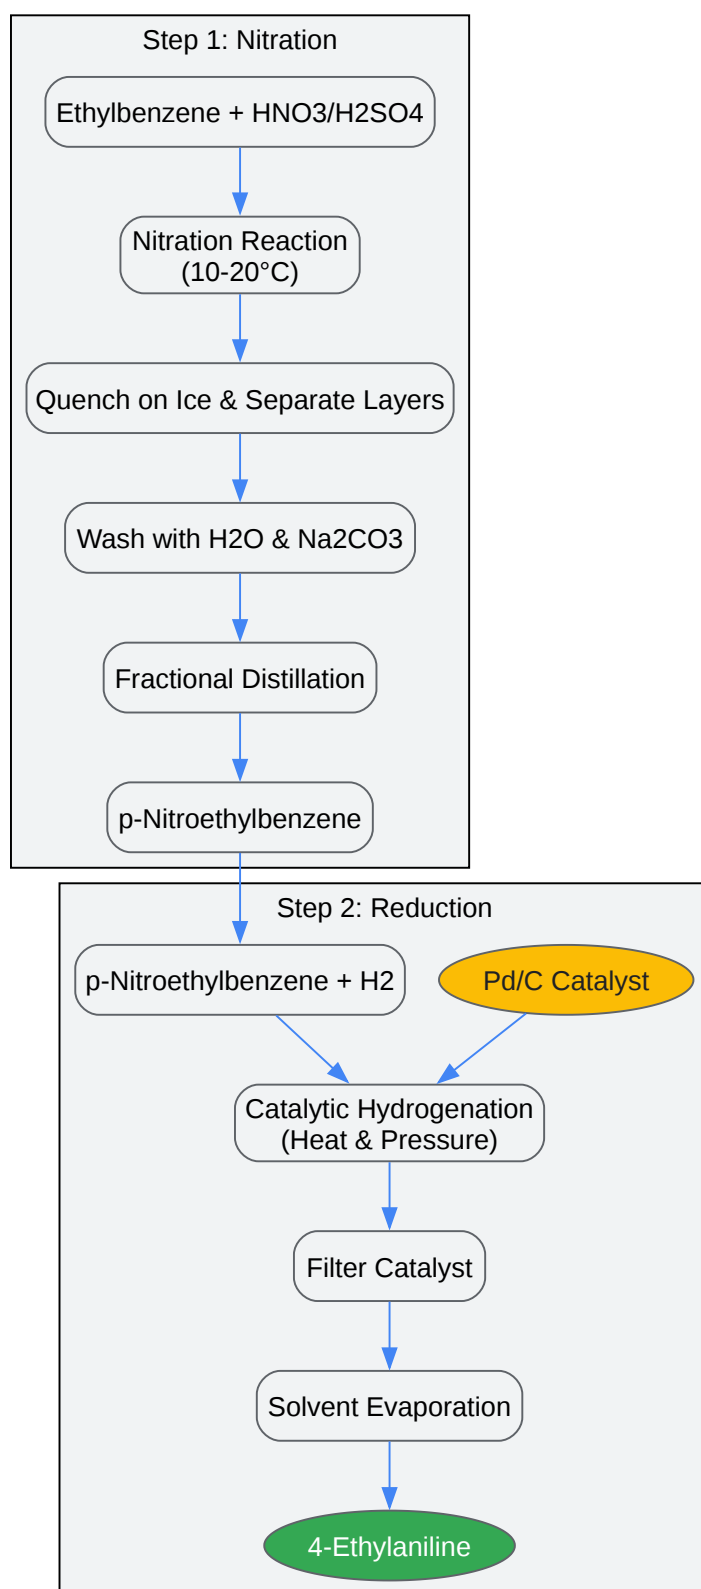 Step 1: Nitration
Ethylbenzene + HNO3/H2SO4
Nitration Reaction
(10-20°C)
Quench on Ice & Separate Layers
Wash with H2O & Na2CO3
Fractional Distillation
p-Nitroethylbenzene
Step 2: Reduction
p-Nitroethylbenzene + H2
Pd/C Catalyst
Catalytic Hydrogenation
(Heat & Pressure)
Filter Catalyst
Solvent Evaporation
4-Ethylaniline